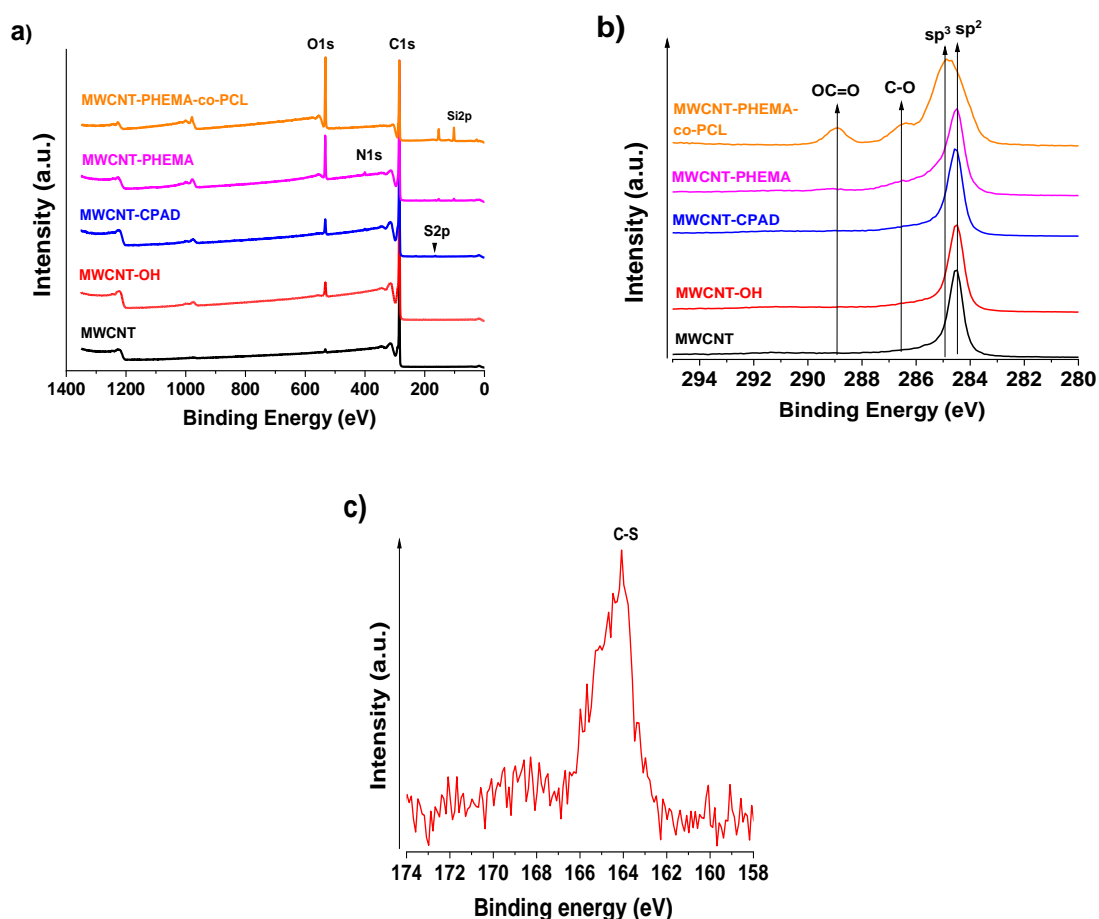 a)
O1s
C1s
MWCNT-PHEMA-co-PCL
Si2p
MWCNT-PHEMA
N1s
MWCNT-CPAD
S2p
MWCNT-OH
MWCNT
Intensity (a.u.)
1400 1200 1000 800 600 400 200 0
Binding Energy (eV)
b)
sp³ sp²
OC=O
C-O
MWCNT-PHEMA-
co-PCL
MWCNT-PHEMA
MWCNT-CPAD
MWCNT-OH
MWCNT
Intensity (a.u.)
294 292 290 288 286 284 282 280
Binding Energy (eV)
c)
C-S
Intensity (a.u.)
174 172 170 168 166 164 162 160 158
Binding energy (eV)